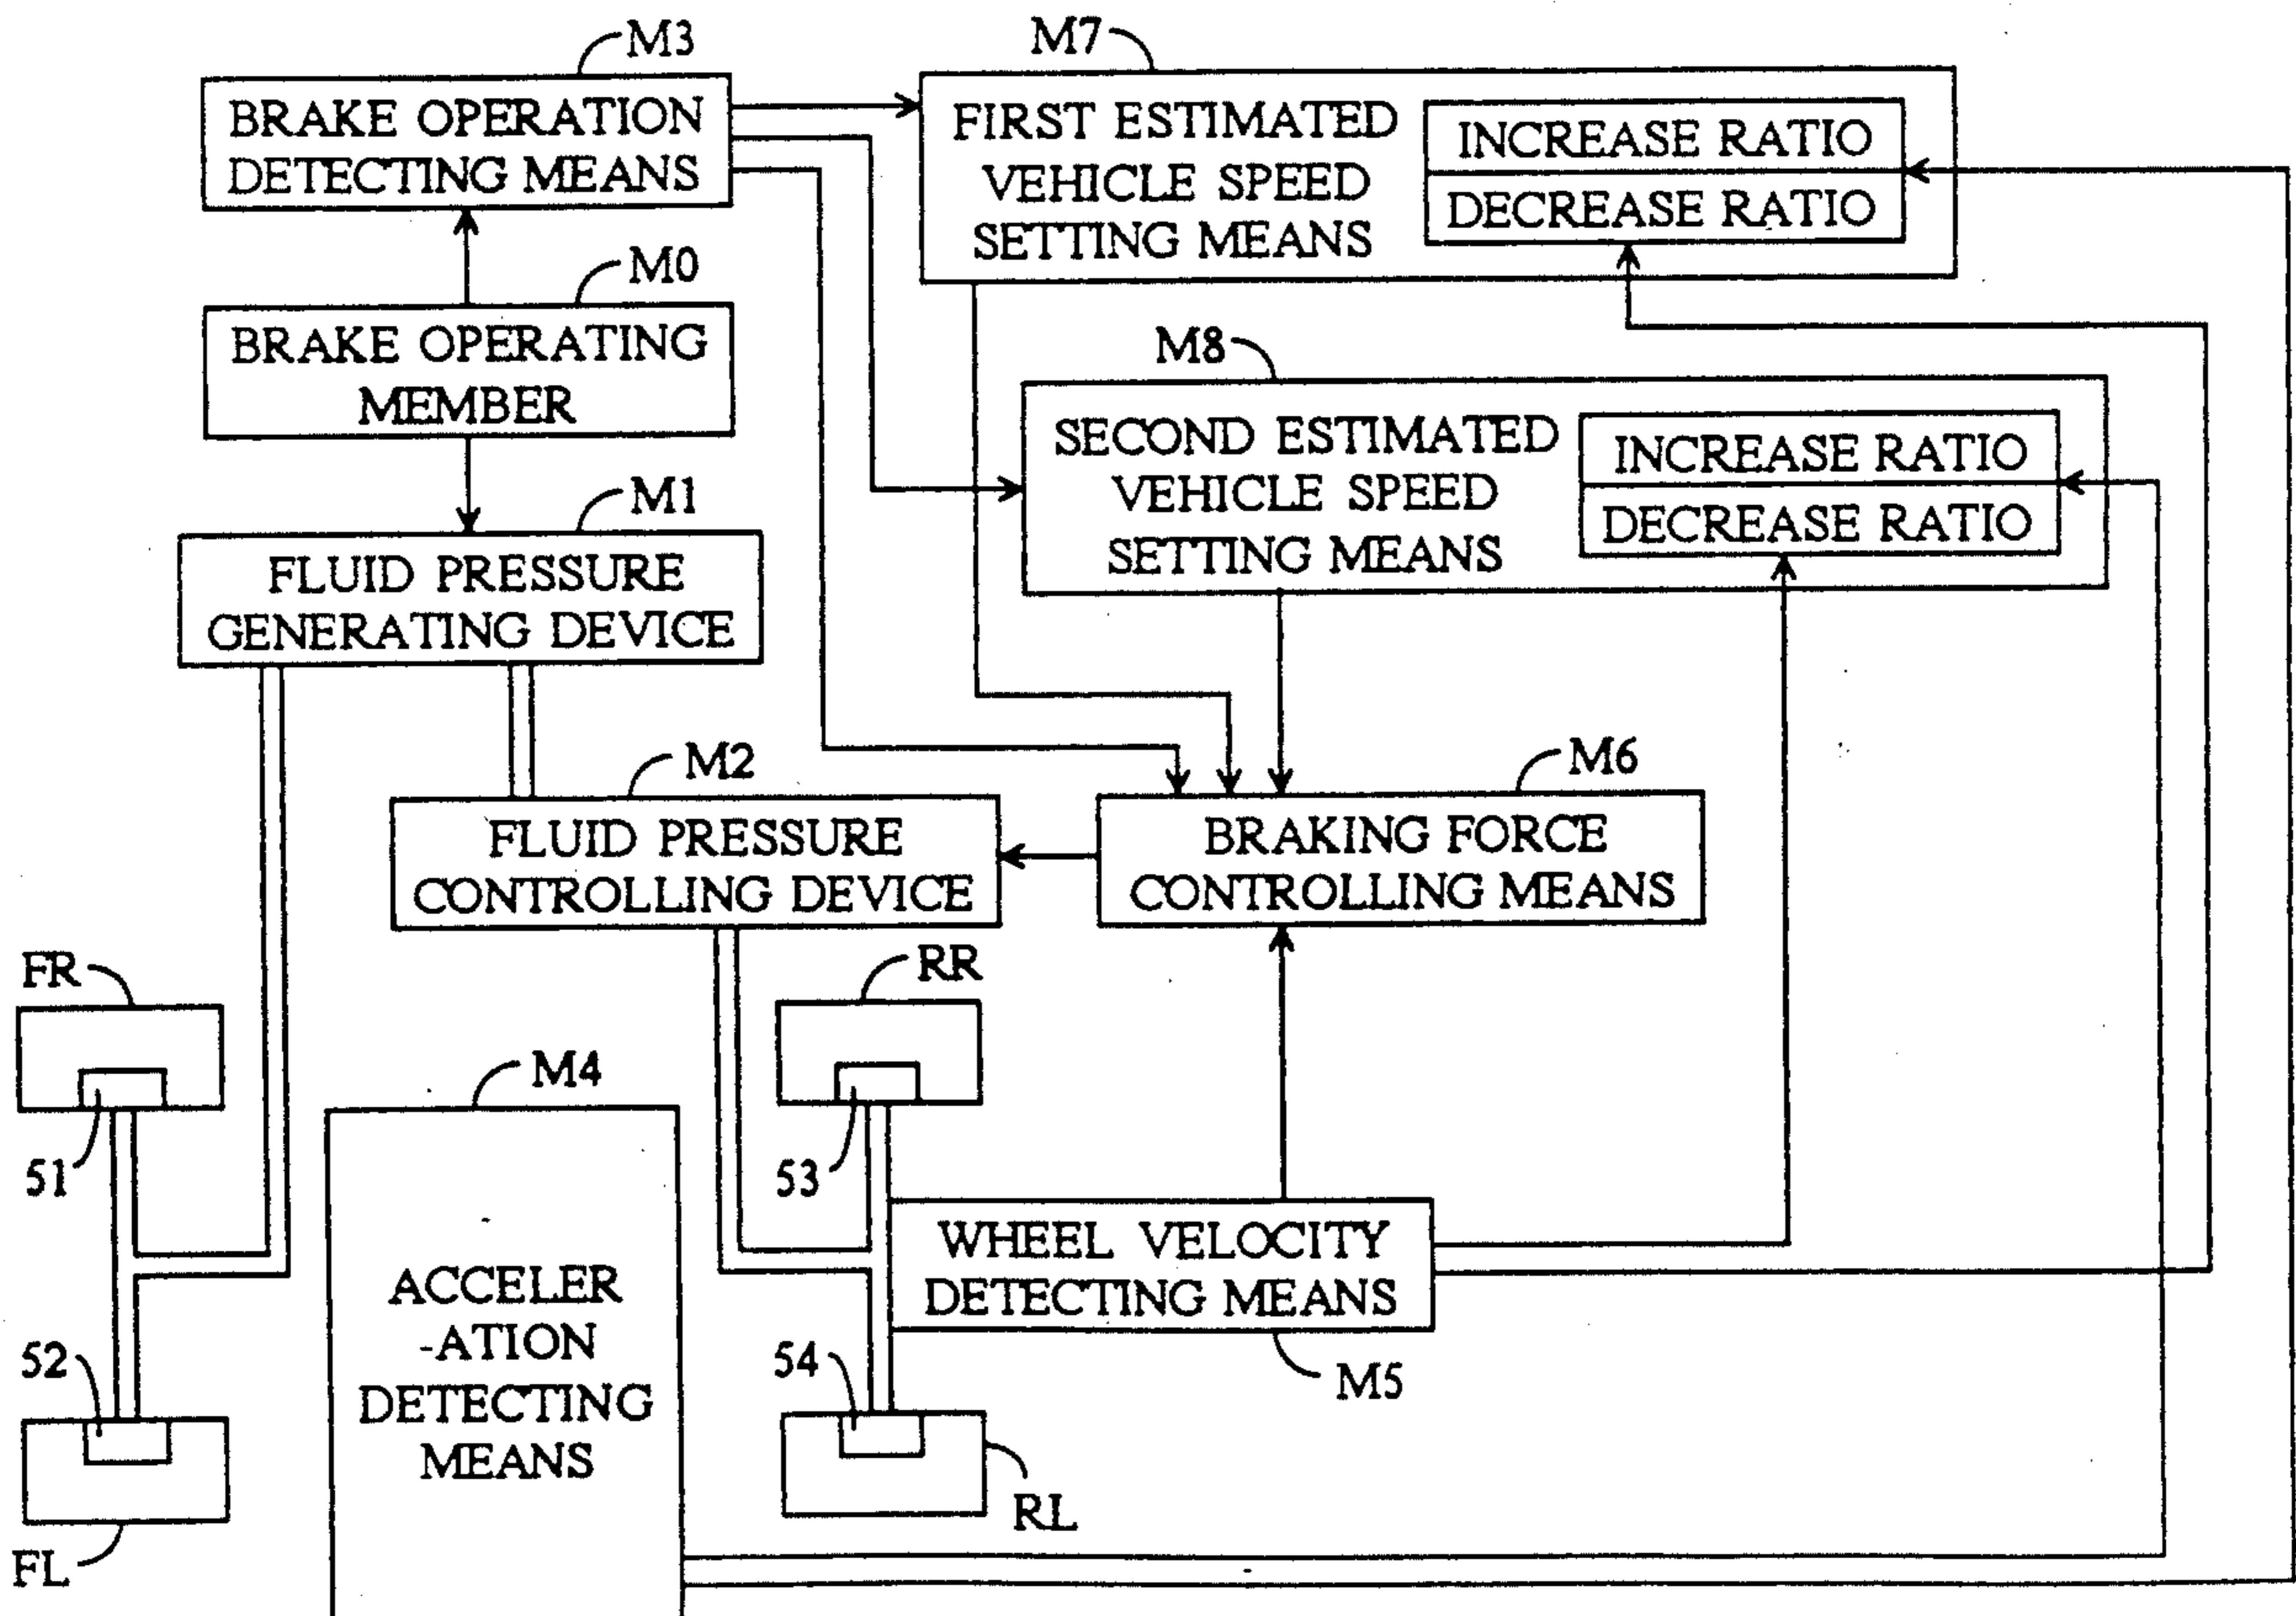 M3
BRAKE OPERATION
DETECTING MEANS
M7
FIRST ESTIMATED
VEHICLE SPEED
SETTING MEANS
INCREASE RATIO
DECREASE RATIO
M0
BRAKE OPERATING
MEMBER
M8
SECOND ESTIMATED
VEHICLE SPEED
SETTING MEANS
INCREASE RATIO
DECREASE RATIO
M1
FLUID PRESSURE
GENERATING DEVICE
M2
FLUID PRESSURE
CONTROLLING DEVICE
M6
BRAKING FORCE
CONTROLLING MEANS
FR
51
RR
53
M4
ACCELER
-ATION
DETECTING
MEANS
WHEEL VELOCITY
DETECTING MEANS
M5
52
FL
54
RL